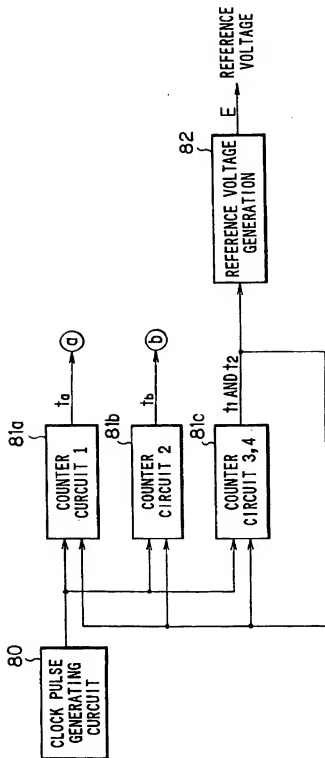 80
CLOCK PULSE
GENERATING
CURCUIT
81a
COUNTER
CURCUIT 1
ta
a
81b
COUNTER
CIRCUIT 2
tb
b
81c
COUNTER
CIRCUIT 3,4
t1 AND t2
82
REFERENCE VOLTAGE
GENERATION
E
REFERENCE
VOLTAGE